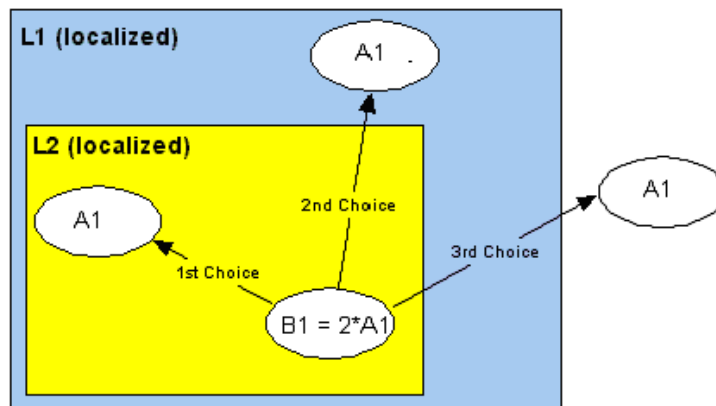 L1 (localized)
A1 .
L2 (localized)
A1
A1
2nd Choice
1st Choice
3rd Choice
B1 = 2*A1